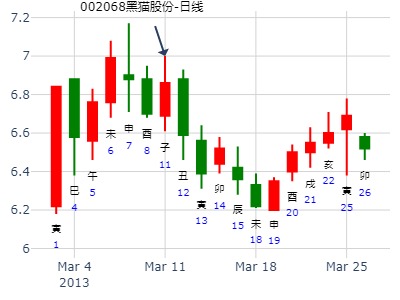 002068黑猫股份-日线
7.2
7
6.8
6.6
6.4
6.2
6
寅
1
巳
4
午
5
未
6
申
7
酉
8
子
11
丑
12
寅
13
卯
14
辰
15
未
18
申
19
酉
20
戌
21
亥
22
寅
25
卯
26
Mar 4
2013
Mar 11
Mar 18
Mar 25